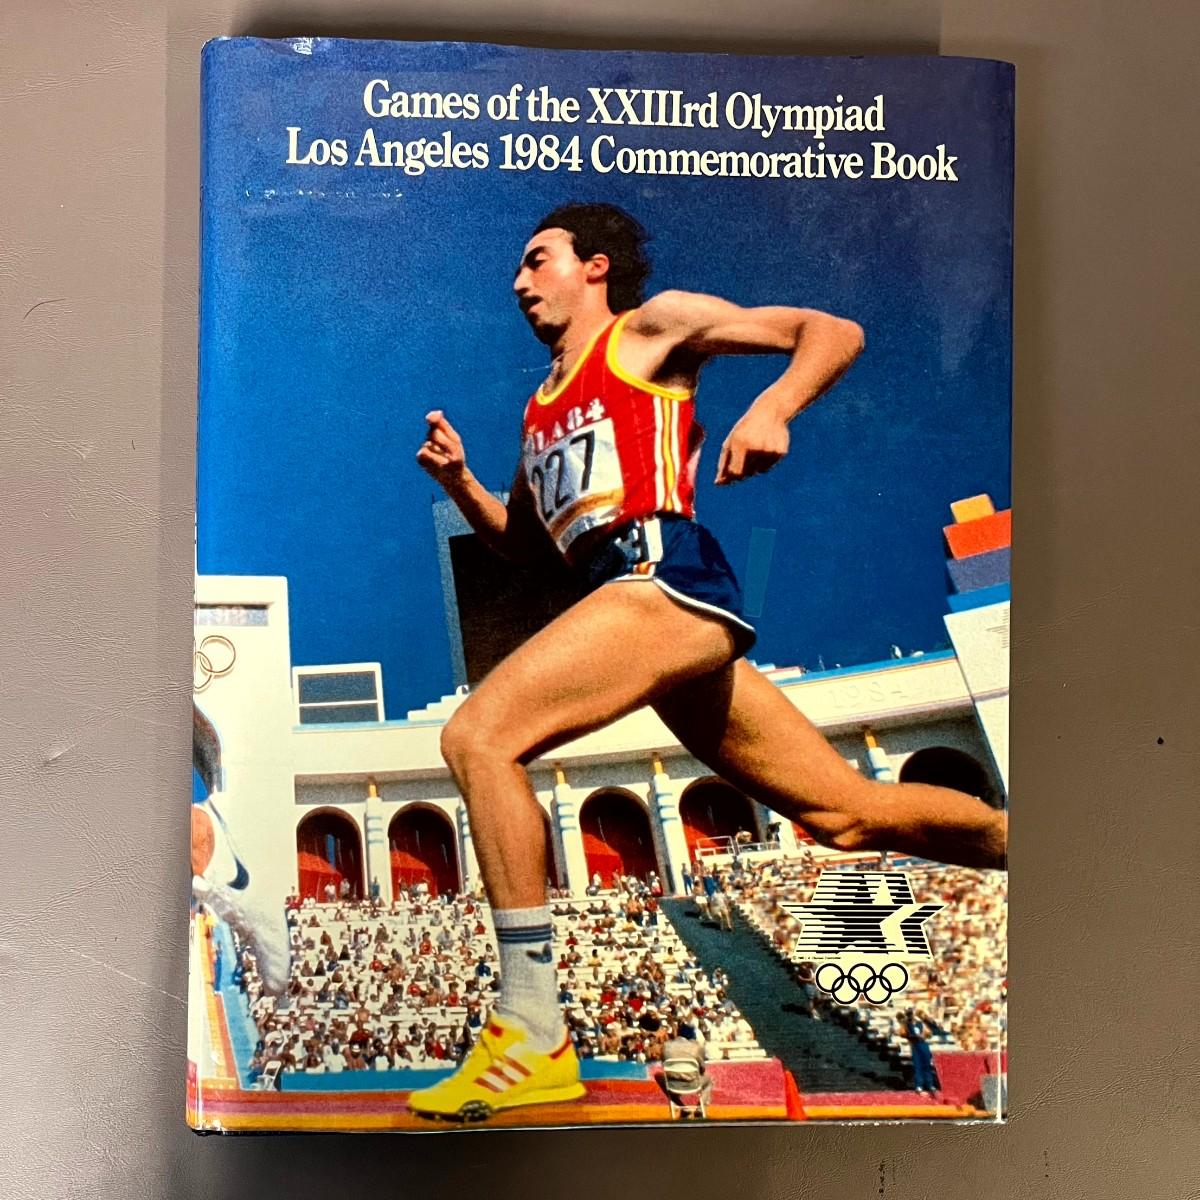 Games of the XXIIIrd Olympiad
Los Angeles 1984 Commemorative Book
LA84
227
1984